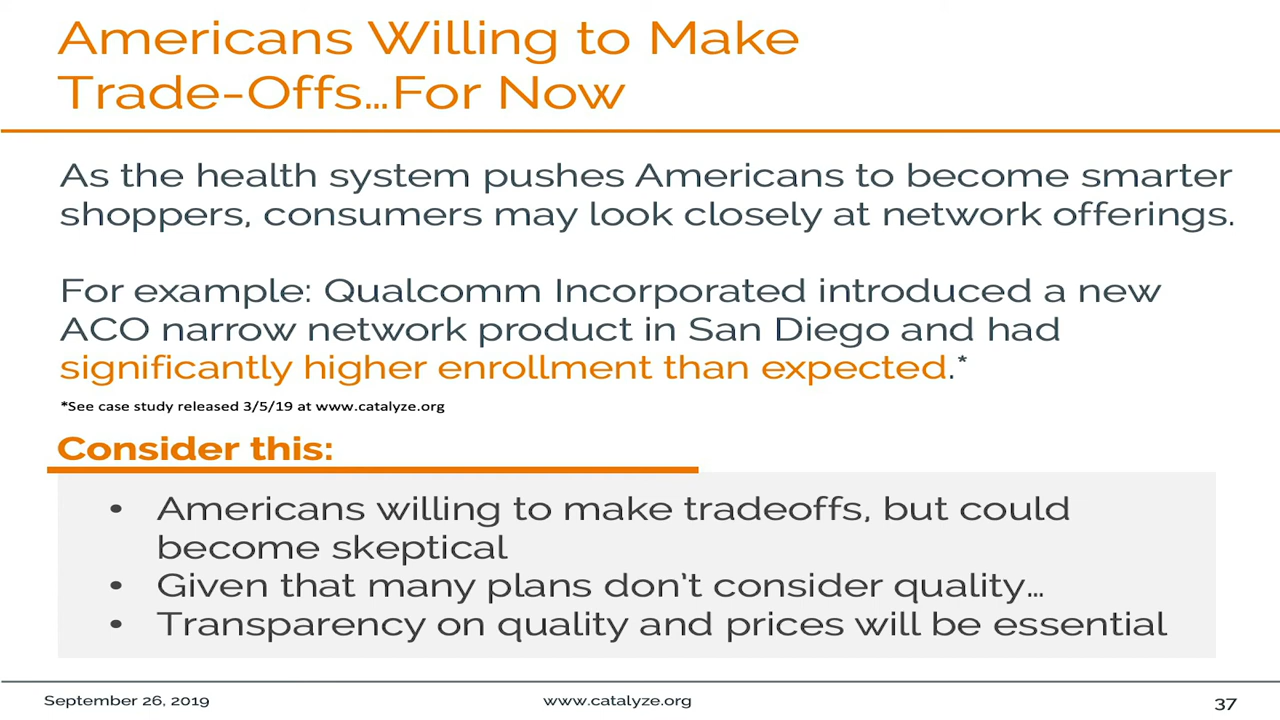 Americans Willing to Make
Trade-Offs…For Now
As the health system pushes Americans to become smarter
shoppers, consumers may look closely at network offerings.
For example: Qualcomm Incorporated introduced a new
ACO narrow network product in San Diego and had
significantly higher enrollment than expected.*
*See case study released 3/5/19 at www.catalyze.org
Consider this:
• Americans willing to make tradeoffs, but could
become skeptical
• Given that many plans don’t consider quality…
• Transparency on quality and prices will be essential
September 26, 2019
www.catalyze.org
37